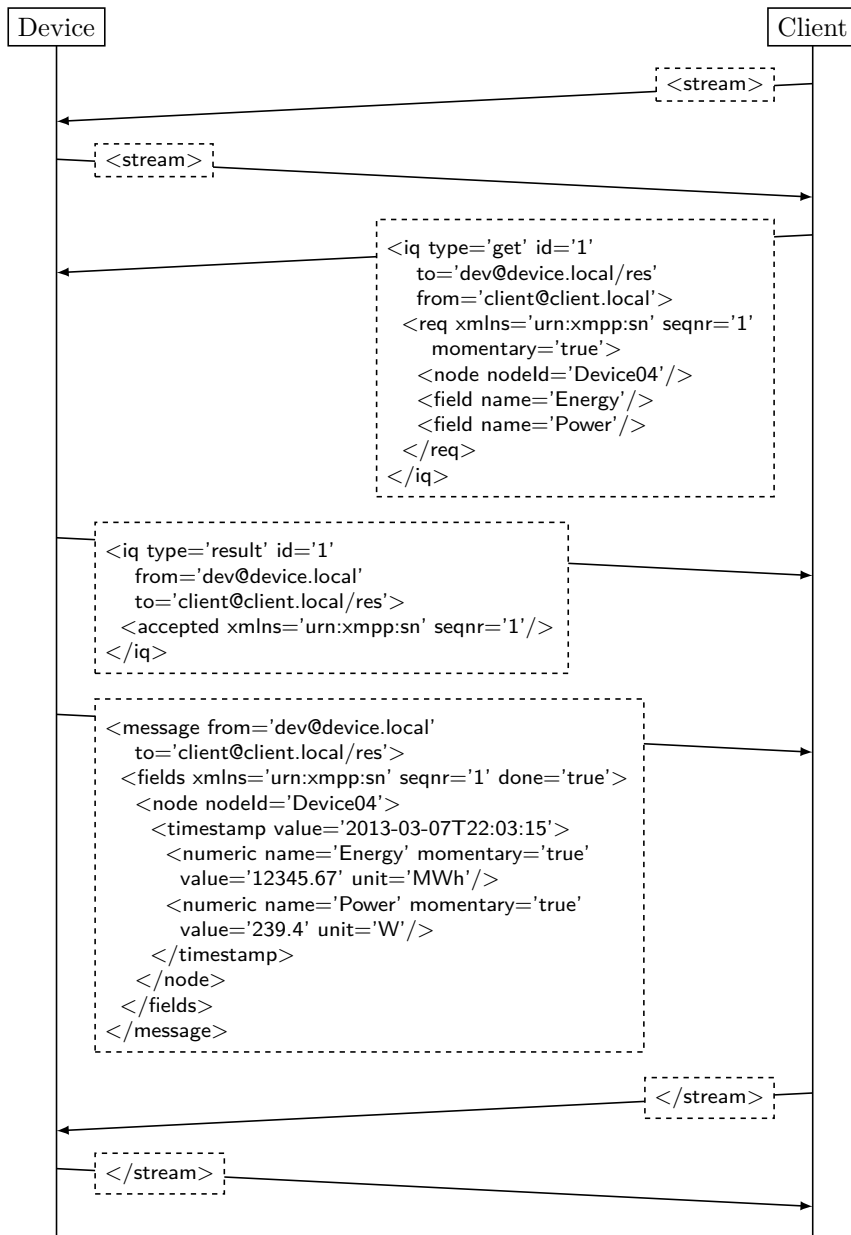 Device
Client
<stream>
<stream>
<iq type='get' id='1'
to='dev@device.local/res'
from='client@client.local'>
<req xmlns='urn:xmpp:sn' seqnr='1'
momentary='true'>
<node nodeId='Device04'/>
<field name='Energy'/>
<field name='Power'/>
</req>
</iq>
<iq type='result' id='1'
from='dev@device.local'
to='client@client.local/res'>
<accepted xmlns='urn:xmpp:sn' seqnr='1'/>
</iq>
<message from='dev@device.local'
to='client@client.local/res'>
<fields xmlns='urn:xmpp:sn' seqnr='1' done='true'>
<node nodeId='Device04'>
<timestamp value='2013-03-07T22:03:15'>
<numeric name='Energy' momentary='true'
value='12345.67' unit='MWh'/>
<numeric name='Power' momentary='true'
value='239.4' unit='W'/>
</timestamp>
</node>
</fields>
</message>
</stream>
</stream>